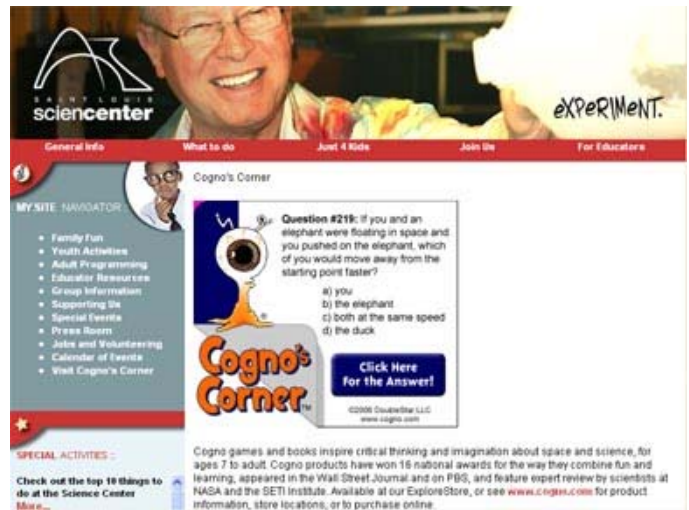 SAINT LOUIS
sciencenter
eXPeRIMeNT.
General Info What to do Just 4 Kids Join Us For Educators
MY SITE NAVIGATOR ::
Family Fun
Youth Activities
Adult Programming
Educator Resources
Group Information
Supporting Us
Special Events
Press Room
Jobs and Volunteering
Calendar of Events
Visit Cogno's Corner
SPECIAL ACTIVITIES ::
Check out the top 10 things to
do at the Science Center
More...
Cogno's Corner
Question #219: If you and an
elephant were floating in space and
you pushed on the elephant, which
of you would move away from the
starting point faster?
a) you
b) the elephant
c) both at the same speed
d) the duck
Cogno's
Corner™
Click Here
For the Answer!
©2006 DoubleStar LLC
www.cogno.com
Cogno games and books inspire critical thinking and imagination about space and science, for
ages 7 to adult. Cogno products have won 16 national awards for the way they combine fun and
learning, appeared in the Wall Street Journal and on PBS, and feature expert review by scientists at
NASA and the SETI Institute. Available at our ExploreStore, or see www.cogno.com for product
information, store locations, or to purchase online.